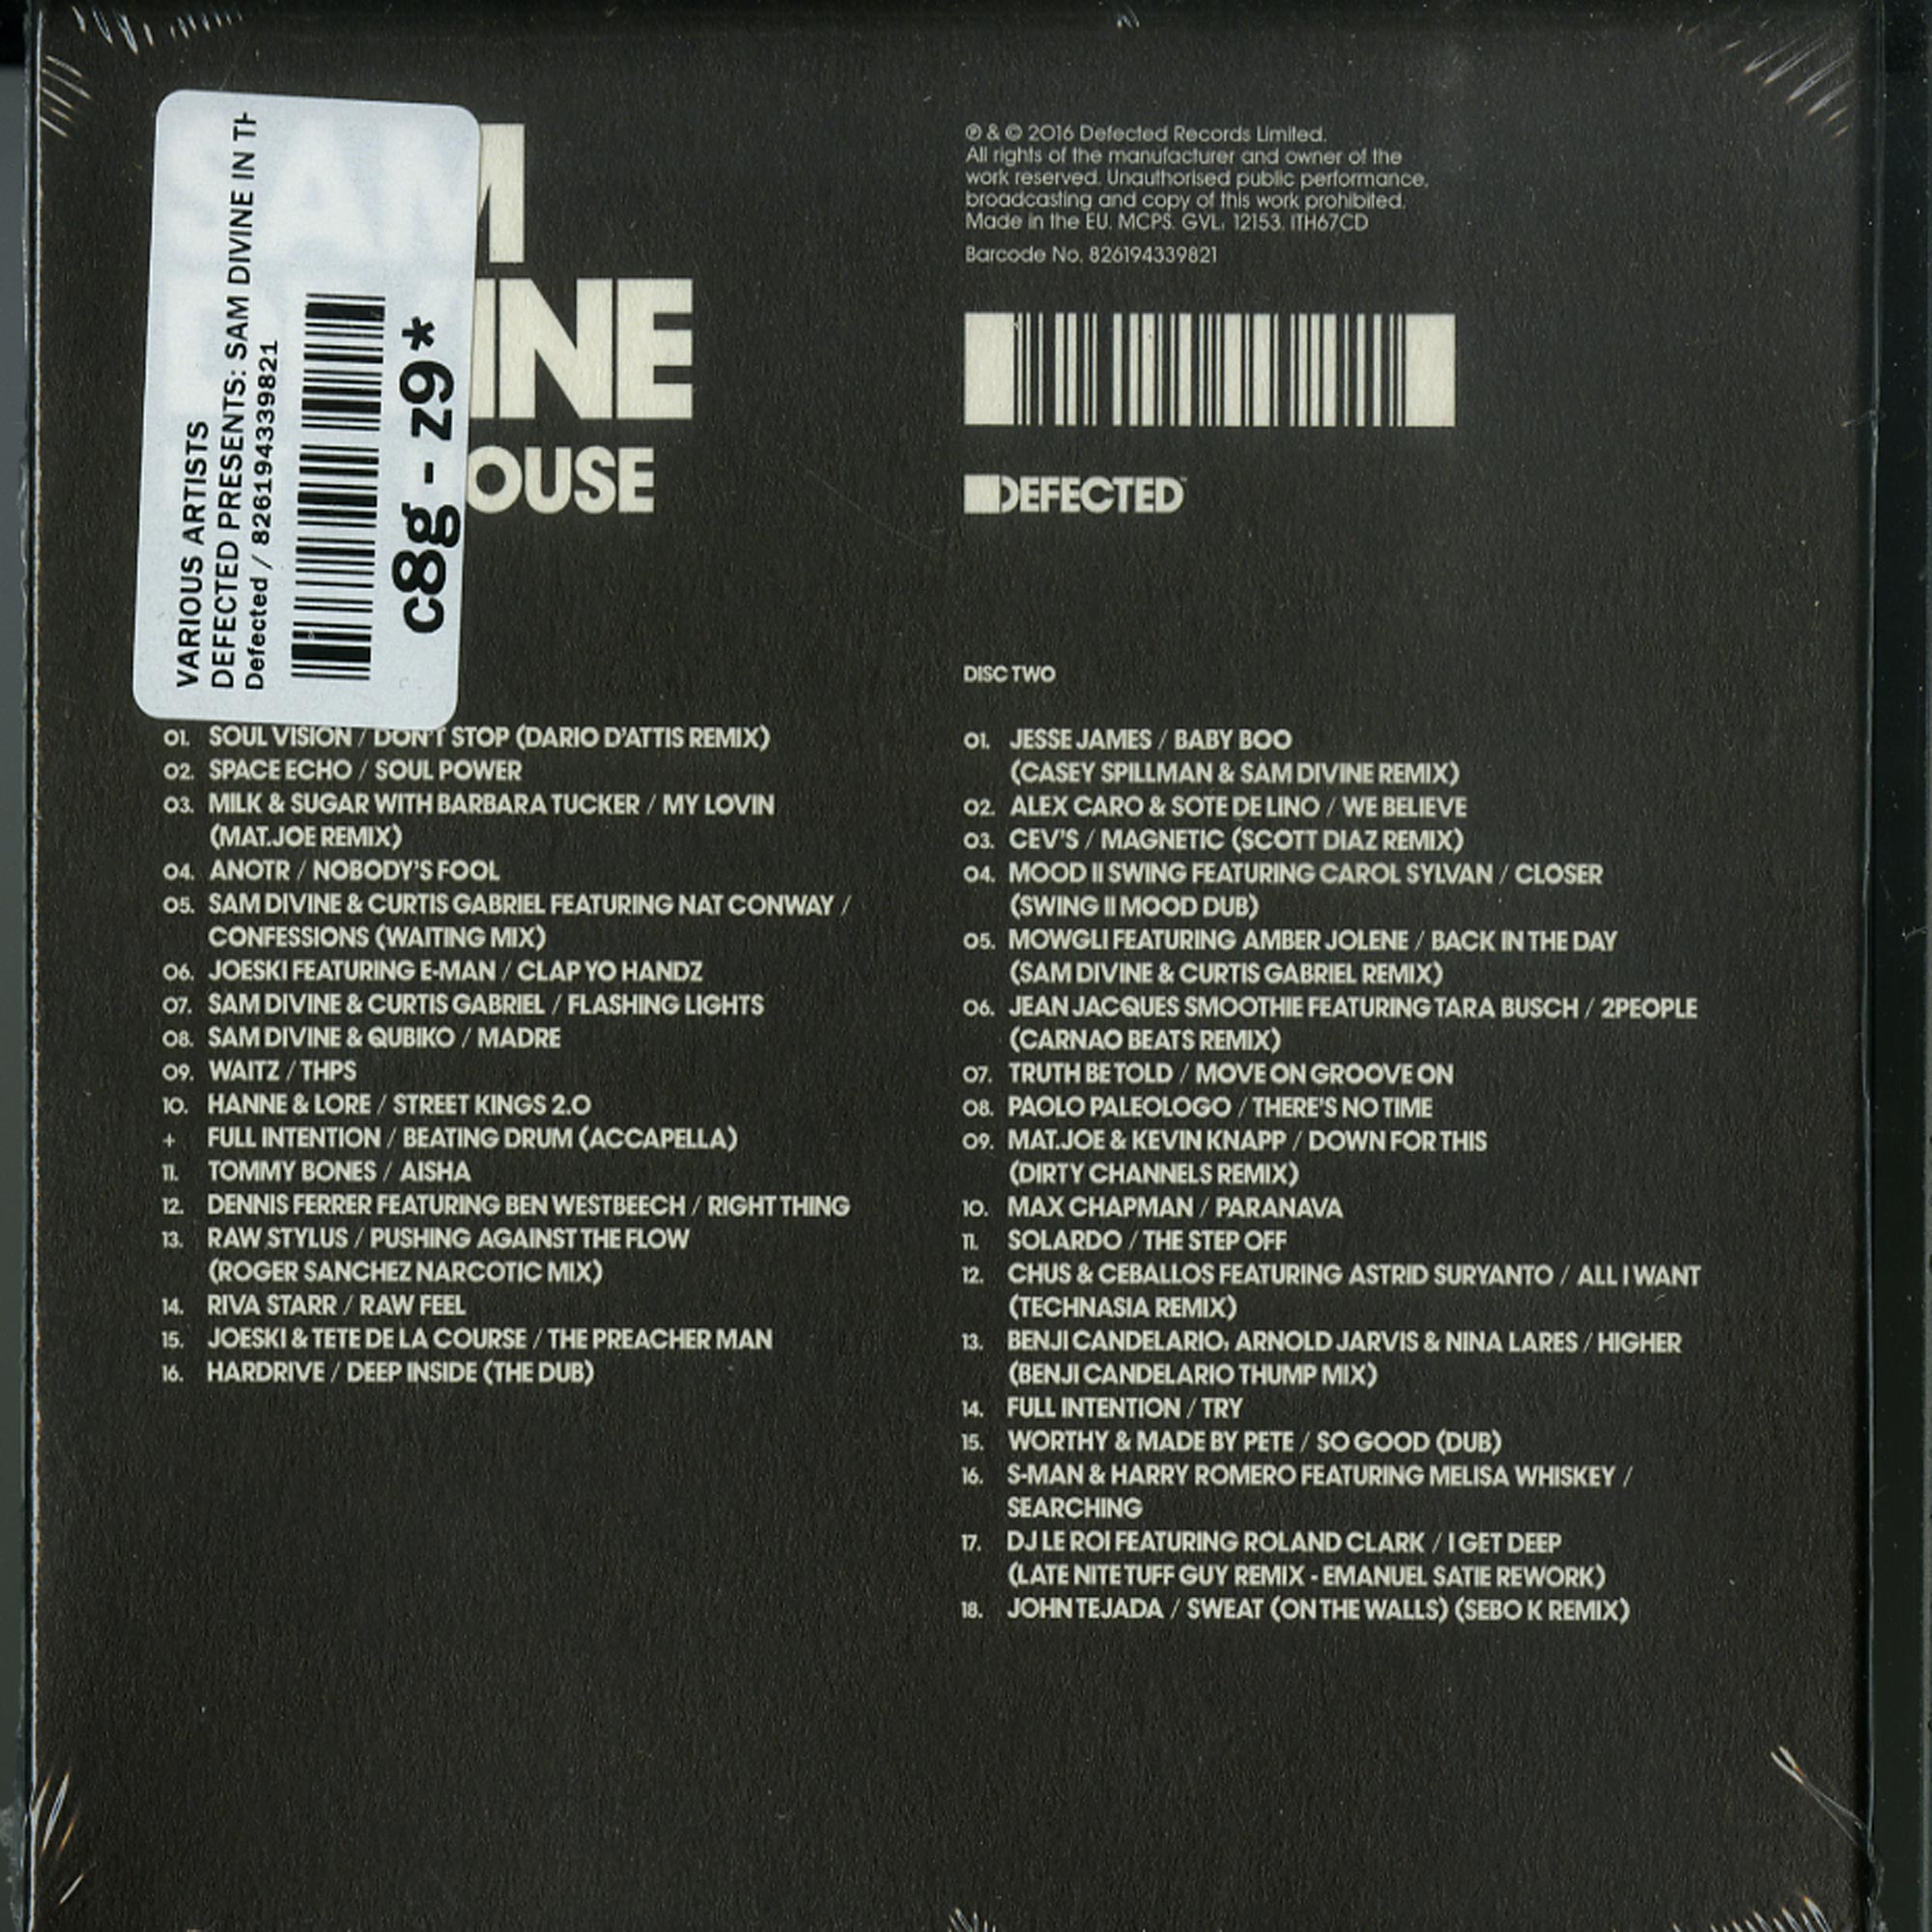 VARIOUS ARTISTS
DEFECTED PRESENTS: SAM DIVINE IN TH
Defected / 826194339821
c8g - z9*
SAM
INE
OUSE
℗ & © 2016 Defected Records Limited.
All rights of the manufacturer and owner of the
work reserved. Unauthorised public performance,
broadcasting and copy of this work prohibited.
Made in the EU. MCPS. GVL. 12153. ITH67CD
Barcode No. 826194339821
DEFECTED™
01. SOUL VISION / DON'T STOP (DARIO D'ATTIS REMIX)
02. SPACE ECHO / SOUL POWER
03. MILK & SUGAR WITH BARBARA TUCKER / MY LOVIN
(MAT.JOE REMIX)
04. ANOTR / NOBODY'S FOOL
05. SAM DIVINE & CURTIS GABRIEL FEATURING NAT CONWAY /
CONFESSIONS (WAITING MIX)
06. JOESKI FEATURING E-MAN / CLAP YO HANDZ
07. SAM DIVINE & CURTIS GABRIEL / FLASHING LIGHTS
08. SAM DIVINE & QUBIKO / MADRE
09. WAITZ / THPS
10. HANNE & LORE / STREET KINGS 2.0
+ FULL INTENTION / BEATING DRUM (ACCAPELLA)
11. TOMMY BONES / AISHA
12. DENNIS FERRER FEATURING BEN WESTBEECH / RIGHT THING
13. RAW STYLUS / PUSHING AGAINST THE FLOW
(ROGER SANCHEZ NARCOTIC MIX)
14. RIVA STARR / RAW FEEL
15. JOESKI & TETE DE LA COURSE / THE PREACHER MAN
16. HARDRIVE / DEEP INSIDE (THE DUB)
DISC TWO
01. JESSE JAMES / BABY BOO
(CASEY SPILLMAN & SAM DIVINE REMIX)
02. ALEX CARO & SOTE DE LINO / WE BELIEVE
03. CEV'S / MAGNETIC (SCOTT DIAZ REMIX)
04. MOOD II SWING FEATURING CAROL SYLVAN / CLOSER
(SWING II MOOD DUB)
05. MOWGLI FEATURING AMBER JOLENE / BACK IN THE DAY
(SAM DIVINE & CURTIS GABRIEL REMIX)
06. JEAN JACQUES SMOOTHIE FEATURING TARA BUSCH / 2PEOPLE
(CARNAO BEATS REMIX)
07. TRUTH BE TOLD / MOVE ON GROOVE ON
08. PAOLO PALEOLOGO / THERE'S NO TIME
09. MAT.JOE & KEVIN KNAPP / DOWN FOR THIS
(DIRTY CHANNELS REMIX)
10. MAX CHAPMAN / PARANAVA
11. SOLARDO / THE STEP OFF
12. CHUS & CEBALLOS FEATURING ASTRID SURYANTO / ALL I WANT
(TECHNASIA REMIX)
13. BENJI CANDELARIO, ARNOLD JARVIS & NINA LARES / HIGHER
(BENJI CANDELARIO THUMP MIX)
14. FULL INTENTION / TRY
15. WORTHY & MADE BY PETE / SO GOOD (DUB)
16. S-MAN & HARRY ROMERO FEATURING MELISA WHISKEY /
SEARCHING
17. DJ LE ROI FEATURING ROLAND CLARK / I GET DEEP
(LATE NITE TUFF GUY REMIX - EMANUEL SATIE REWORK)
18. JOHN TEJADA / SWEAT (ON THE WALLS) (SEBO K REMIX)